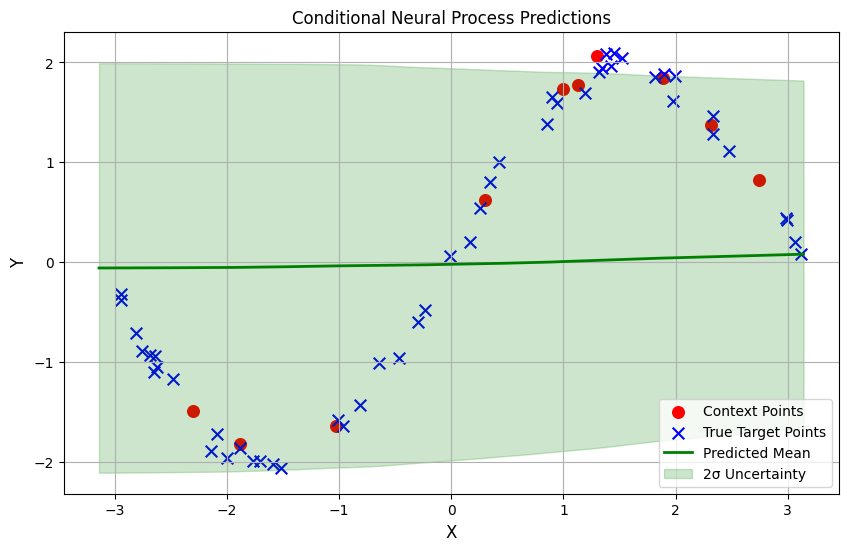 Conditional Neural Process Predictions
Y
2
1
0
−1
−2
−3
−2
−1
0
1
2
3
X
Context Points
True Target Points
Predicted Mean
2σ Uncertainty